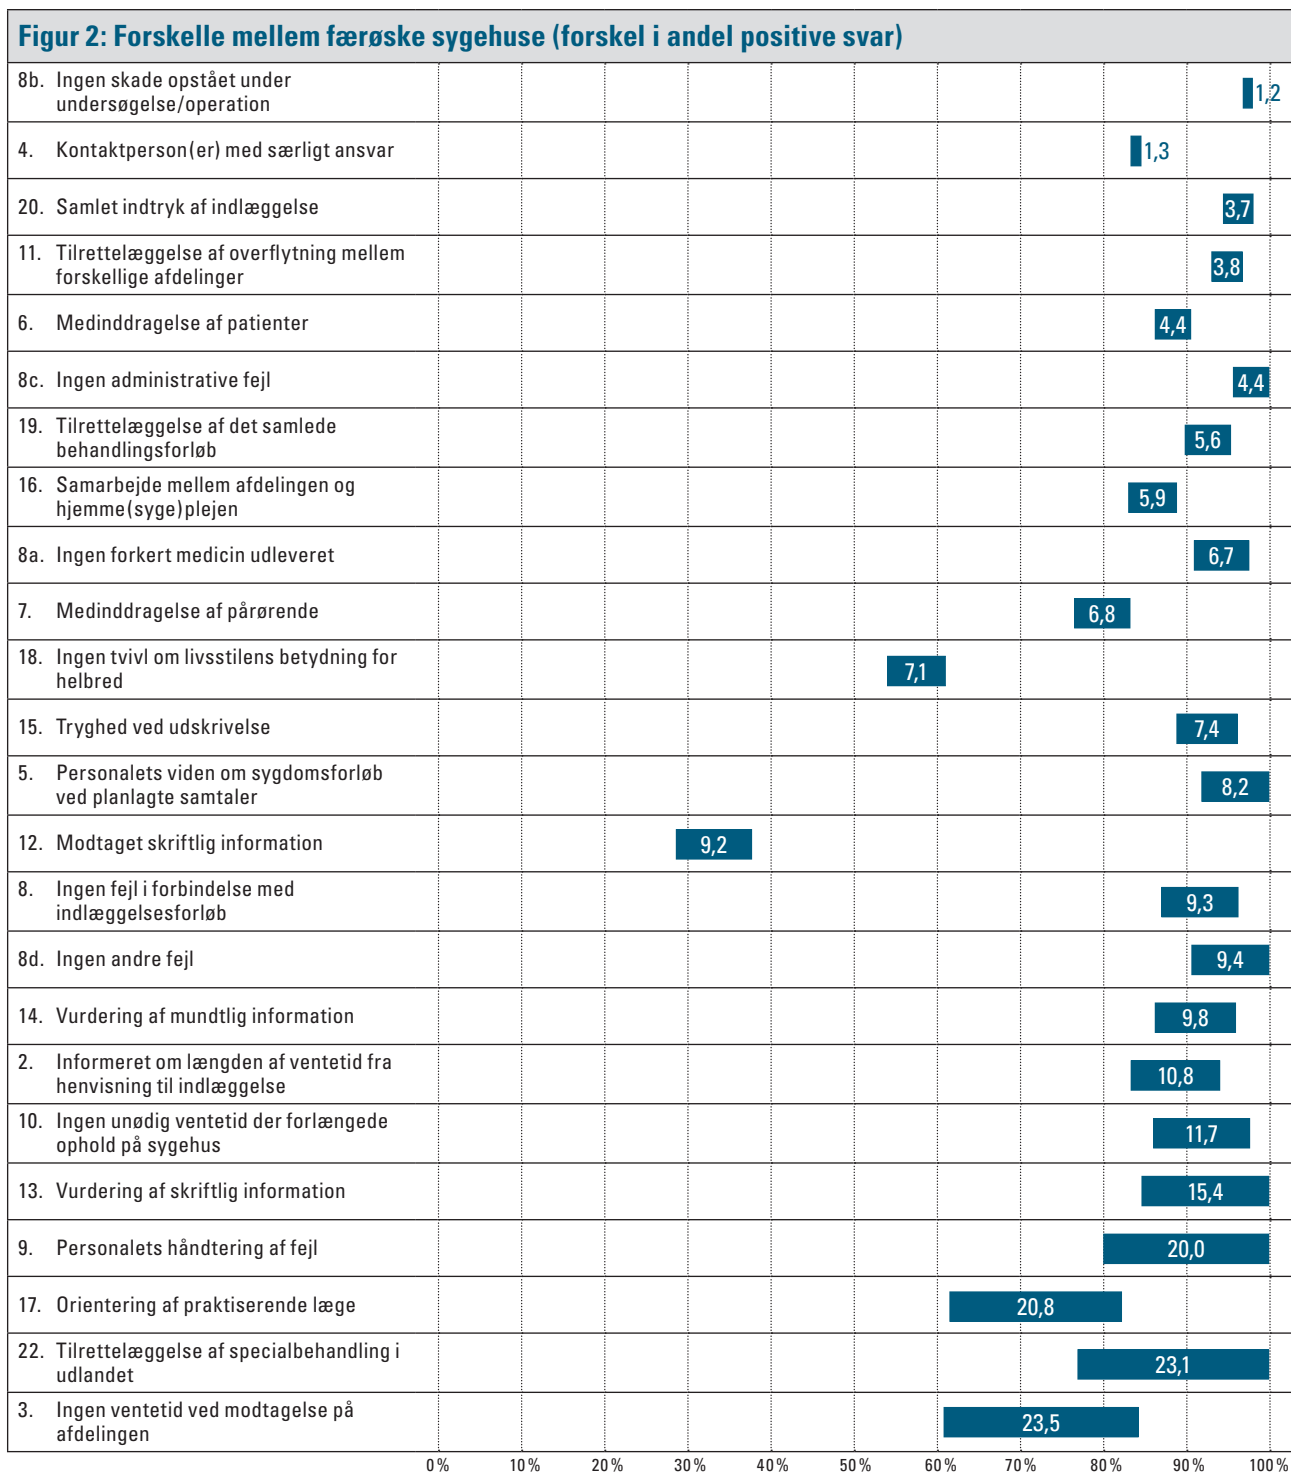 Figur 2: Forskelle mellem færøske sygehuse (forskel i andel positive svar)
8b. Ingen skade opstået under
undersøgelse/operation
1,2
4. Kontaktperson(er) med særligt ansvar
1,3
20. Samlet indtryk af indlæggelse
3,7
11. Tilrettelæggelse af overflytning mellem
forskellige afdelinger
3,8
6. Medinddragelse af patienter
4,4
8c. Ingen administrative fejl
4,4
19. Tilrettelæggelse af det samlede
behandlingsforløb
5,6
16. Samarbejde mellem afdelingen og
hjemme(syge)plejen
5,9
8a. Ingen forkert medicin udleveret
6,7
7. Medinddragelse af pårørende
6,8
18. Ingen tvivl om livsstilens betydning for
helbred
7,1
15. Tryghed ved udskrivelse
7,4
5. Personalets viden om sygdomsforløb
ved planlagte samtaler
8,2
12. Modtaget skriftlig information
9,2
8. Ingen fejl i forbindelse med
indlæggelsesforløb
9,3
8d. Ingen andre fejl
9,4
14. Vurdering af mundtlig information
9,8
2. Informeret om længden af ventetid fra
henvisning til indlæggelse
10,8
10. Ingen unødig ventetid der forlængede
ophold på sygehus
11,7
13. Vurdering af skriftlig information
15,4
9. Personalets håndtering af fejl
20,0
17. Orientering af praktiserende læge
20,8
22. Tilrettelæggelse af specialbehandling i
udlandet
23,1
3. Ingen ventetid ved modtagelse på
afdelingen
23,5
0% 10% 20% 30% 40% 50% 60% 70% 80% 90% 100%